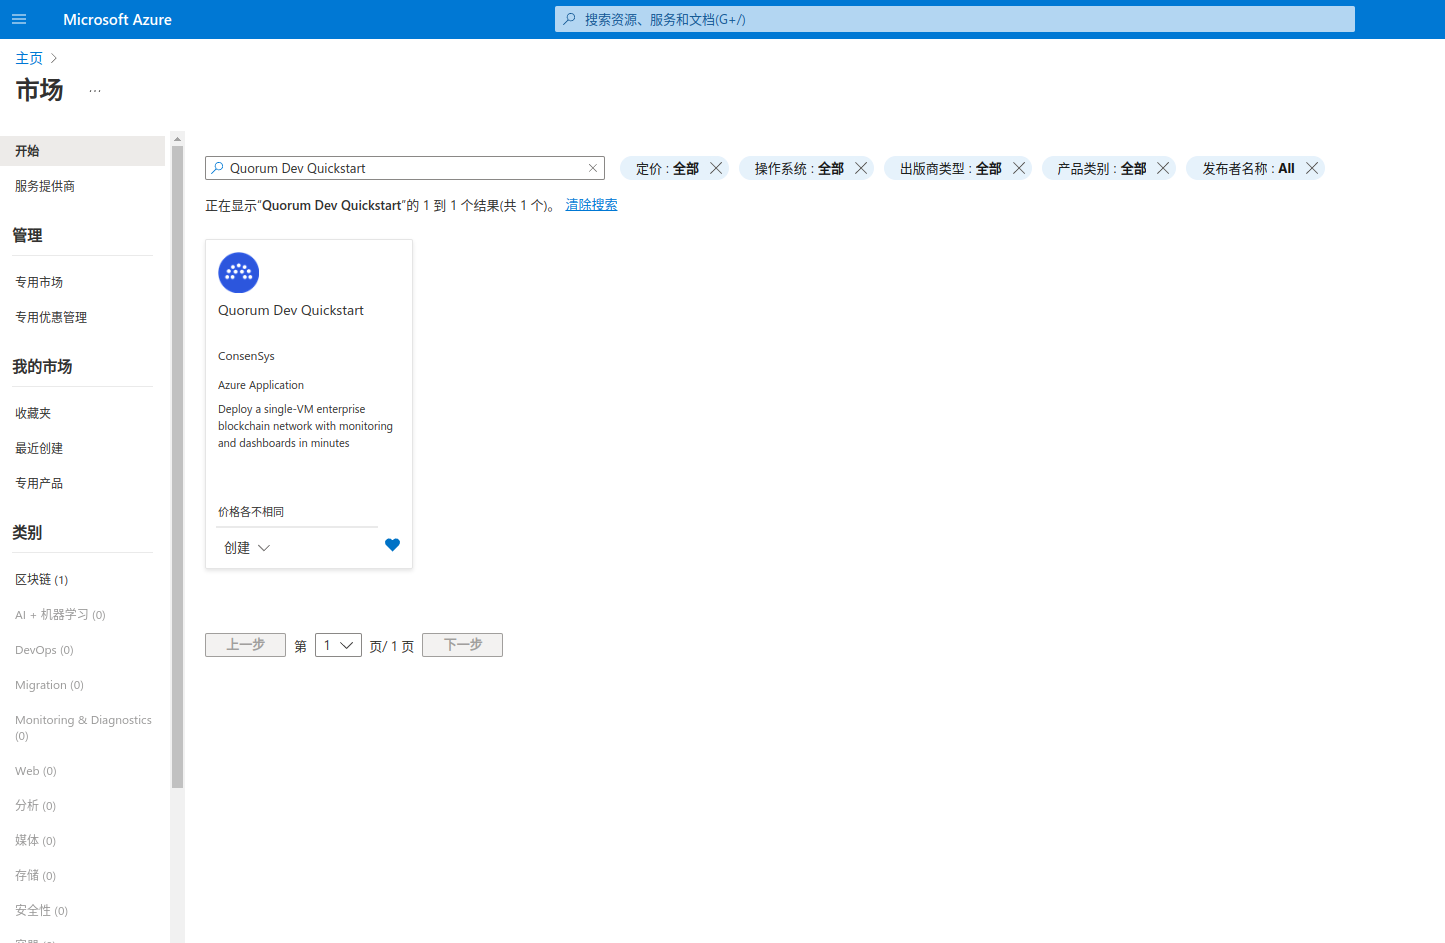 Microsoft Azure
搜索资源、服务和文档(G+/)
主页
市场
...
开始
服务提供商
管理
专用市场
专用优惠管理
我的市场
收藏夹
最近创建
专用产品
类别
区块链 (1)
AI + 机器学习 (0)
DevOps (0)
Migration (0)
Monitoring & Diagnostics
(0)
Web (0)
分析 (0)
媒体 (0)
存储 (0)
安全性 (0)
Quorum Dev Quickstart
定价 : 全部
操作系统 : 全部
出版商类型 : 全部
产品类别 : 全部
发布者名称 : All
正在显示“Quorum Dev Quickstart”的 1 到 1 个结果(共 1 个)。 清除搜索
Quorum Dev Quickstart
ConsenSys
Azure Application
Deploy a single-VM enterprise
blockchain network with monitoring
and dashboards in minutes
价格各不相同
创建
上一步 第 1 页/ 1 页 下一步